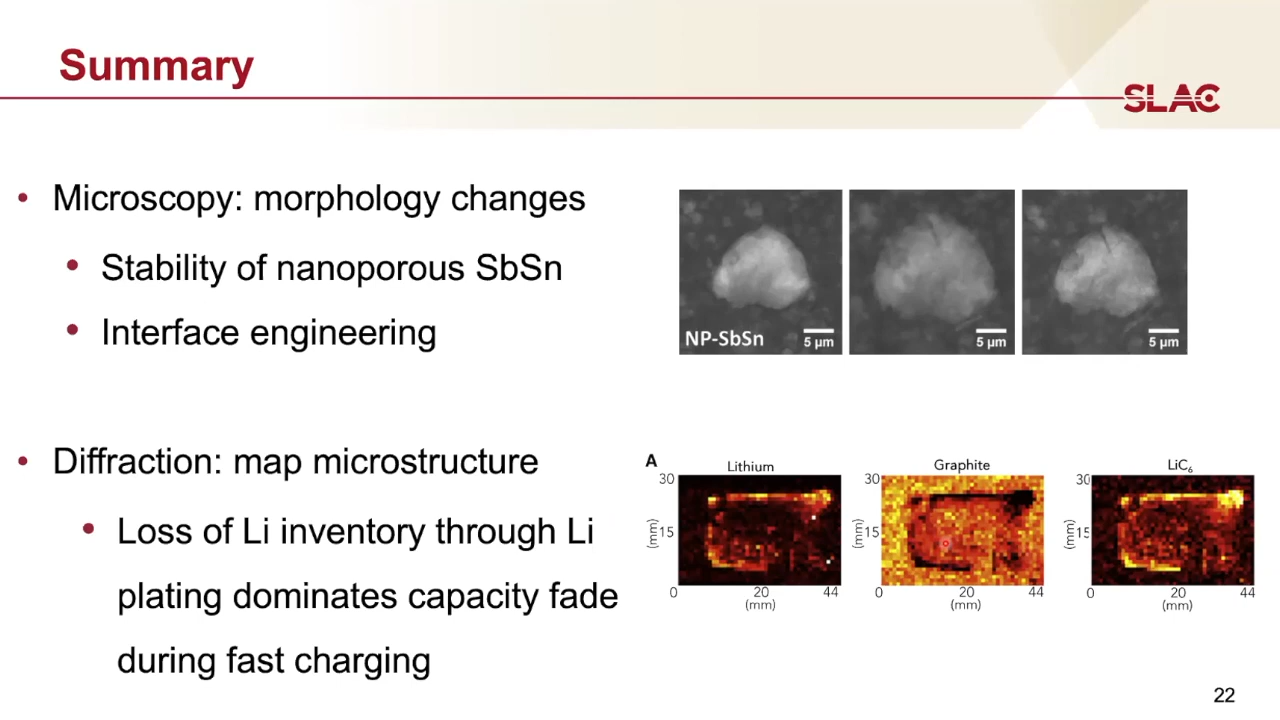 Summary
SLAC
• Microscopy: morphology changes
• Stability of nanoporous SbSn
• Interface engineering
NP-SbSn
5 µm
5 µm
5 µm
• Diffraction: map microstructure
• Loss of Li inventory through Li
plating dominates capacity fade
during fast charging
A
Lithium
30
(mm)
15
0
20
44
(mm)
Graphite
30
(mm)
15
0
20
44
(mm)
LiC₆
30
(mm)
15
0
20
44
(mm)
22